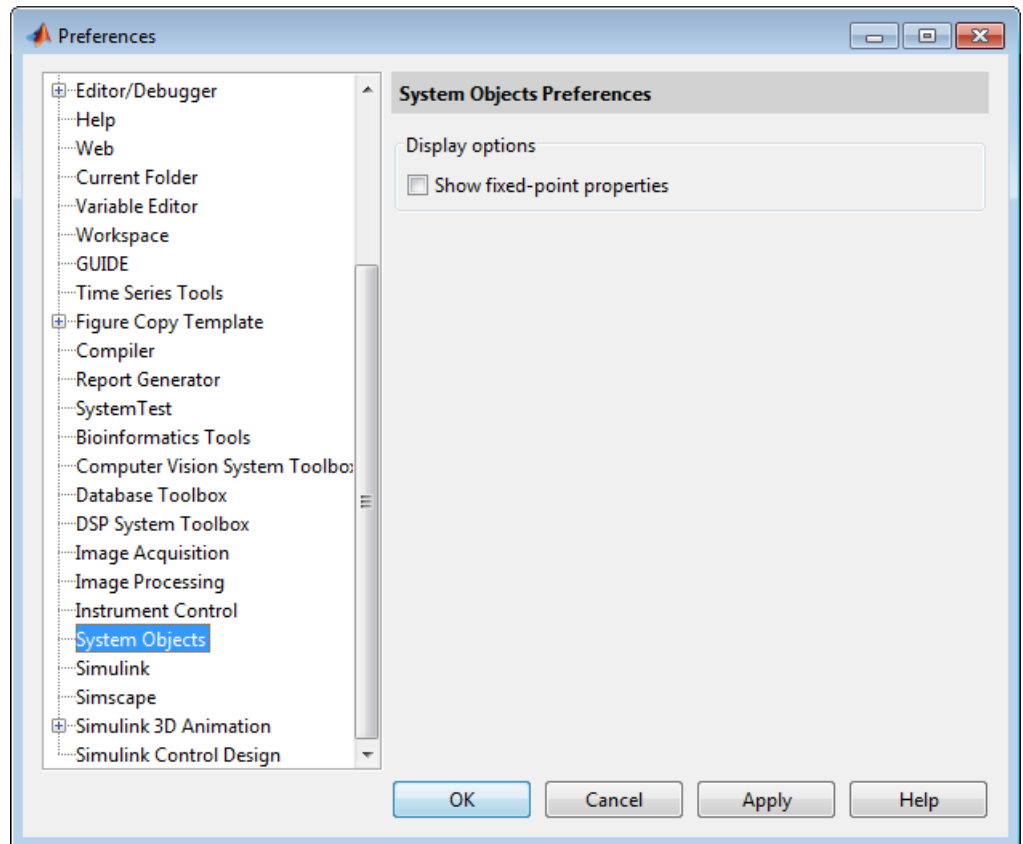 Preferences
Editor/Debugger
Help
Web
Current Folder
Variable Editor
Workspace
GUIDE
Time Series Tools
Figure Copy Template
Compiler
Report Generator
SystemTest
Bioinformatics Tools
Computer Vision System Toolbo
Database Toolbox
DSP System Toolbox
Image Acquisition
Image Processing
Instrument Control
System Objects
Simulink
Simscape
Simulink 3D Animation
Simulink Control Design
System Objects Preferences
Display options
Show fixed-point properties
OK Cancel Apply Help